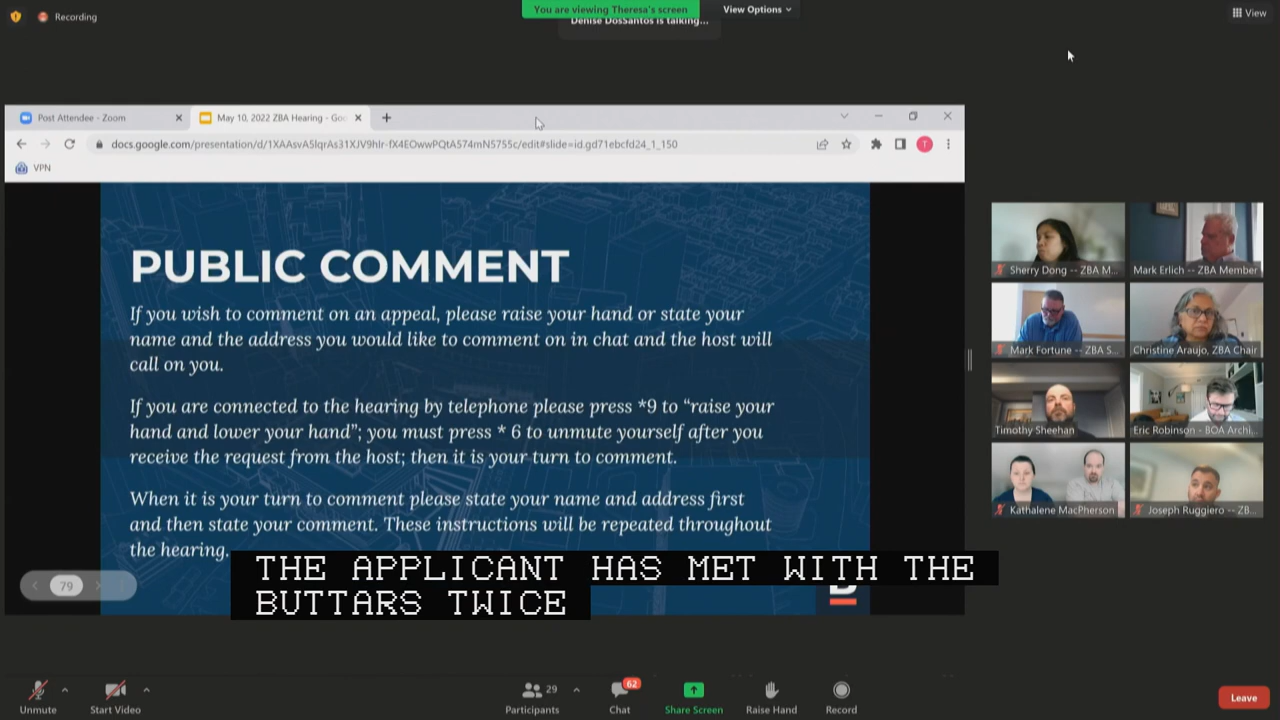 You are viewing Theresa's screen
View Options
Recording
Denise DosSantos is talking...
View
Post Attendee - Zoom
May 10, 2022 ZBA Hearing - Goo
VPN
PUBLIC COMMENT
If you wish to comment on an appeal, please raise your hand or state your
name and the address you would like to comment on in chat and the host will
call on you.
If you are connected to the hearing by telephone please press *9 to “raise your
hand and lower your hand”; you must press * 6 to unmute yourself after you
receive the request from the host; then it is your turn to comment.
When it is your turn to comment please state your name and address first
and then state your comment. These instructions will be repeated throughout
the hearing.
79
THE APPLICANT HAS MET WITH THE
BUTTARS TWICE
Sherry Dong -- ZBA M...
Mark Erlich -- ZBA Member
Mark Fortune -- ZBA S...
Christine Araujo, ZBA Chair
Timothy Sheehan
Eric Robinson - BOA Archi...
Kathalene MacPherson
Joseph Ruggiero -- ZB...
Unmute
Start Video
29
Participants
62
Chat
Share Screen
Raise Hand
Record
Leave